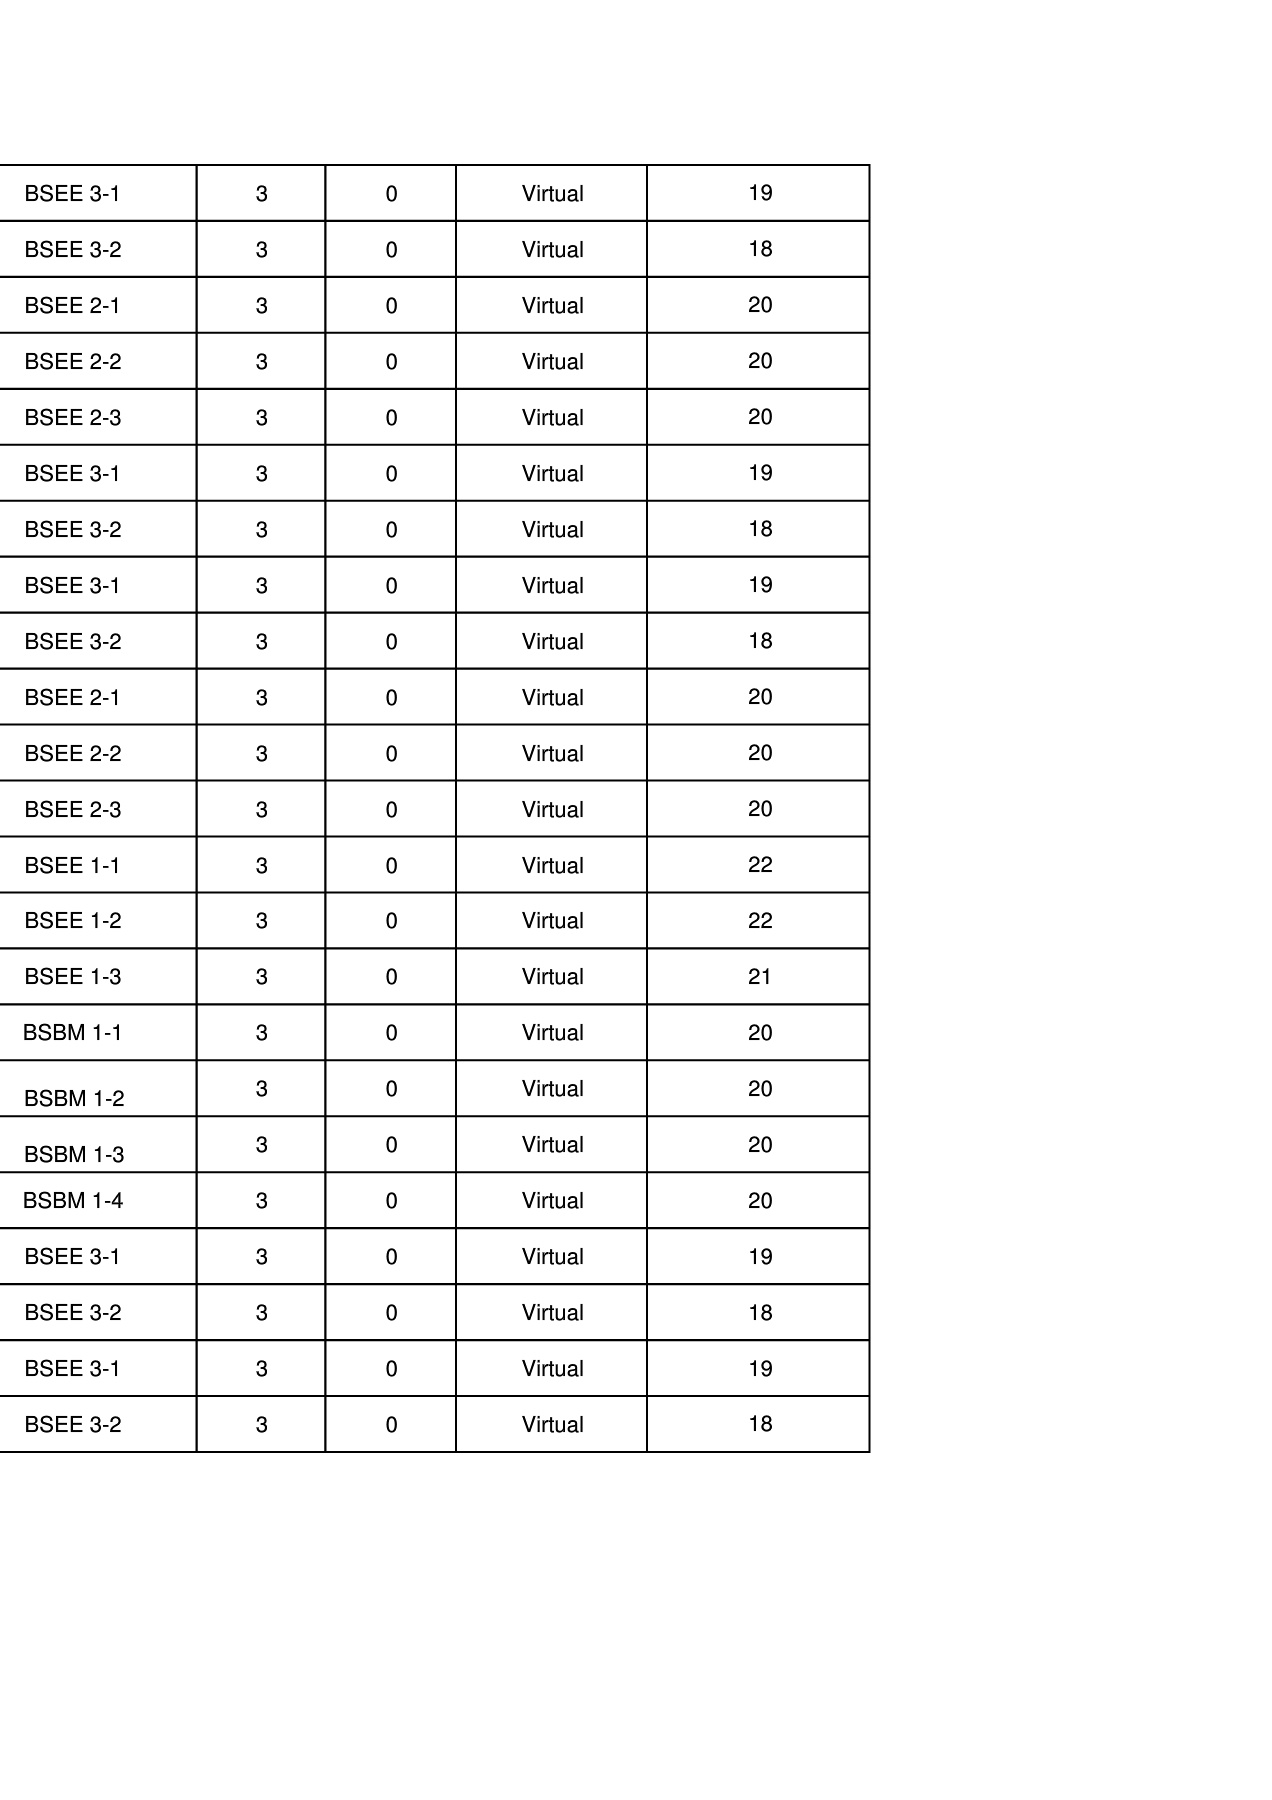 BSEE 3-1 3 0 Virtual 19
BSEE 3-2 3 0 Virtual 18
BSEE 2-1 3 0 Virtual 20
BSEE 2-2 3 0 Virtual 20
BSEE 2-3 3 0 Virtual 20
BSEE 3-1 3 0 Virtual 19
BSEE 3-2 3 0 Virtual 18
BSEE 3-1 3 0 Virtual 19
BSEE 3-2 3 0 Virtual 18
BSEE 2-1 3 0 Virtual 20
BSEE 2-2 3 0 Virtual 20
BSEE 2-3 3 0 Virtual 20
BSEE 1-1 3 0 Virtual 22
BSEE 1-2 3 0 Virtual 22
BSEE 1-3 3 0 Virtual 21
BSBM 1-1 3 0 Virtual 20
BSBM 1-2 3 0 Virtual 20
BSBM 1-3 3 0 Virtual 20
BSBM 1-4 3 0 Virtual 20
BSEE 3-1 3 0 Virtual 19
BSEE 3-2 3 0 Virtual 18
BSEE 3-1 3 0 Virtual 19
BSEE 3-2 3 0 Virtual 18